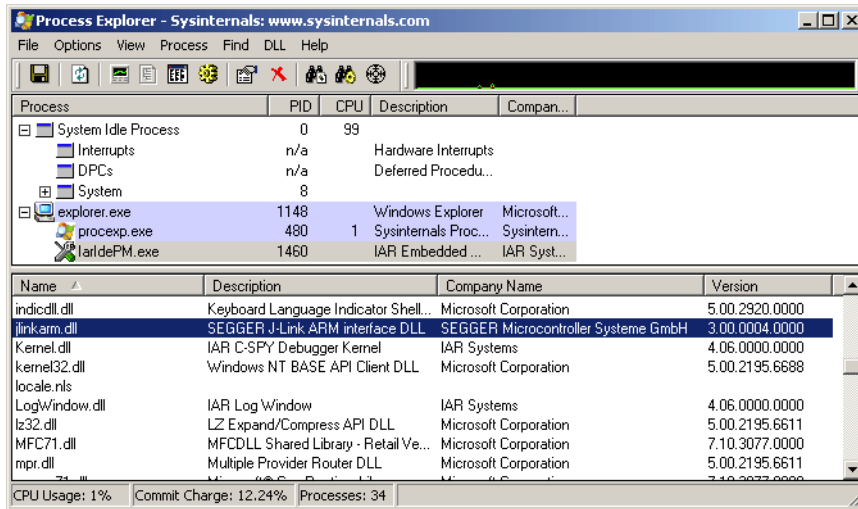 Process Explorer - Sysinternals: www.sysinternals.com
File Options View Process Find DLL Help
Process PID CPU Description Compan...
System Idle Process 0 99
Interrupts n/a Hardware Interrupts
DPCs n/a Deferred Procedu...
System 8
explorer.exe 1148 Windows Explorer Microsoft...
procexp.exe 480 1 Sysinternals Proc... Sysintern...
IarIdePM.exe 1460 IAR Embedded ... IAR Syst...
Name Description Company Name Version
indicdll.dll Keyboard Language Indicator Shell... Microsoft Corporation 5.00.2920.0000
jlinkarm.dll SEGGER J-Link ARM interface DLL SEGGER Microcontroller Systeme GmbH 3.00.0004.0000
Kernel.dll IAR C-SPY Debugger Kernel IAR Systems 4.06.0000.0000
kernel32.dll Windows NT BASE API Client DLL Microsoft Corporation 5.00.2195.6688
locale.nls
LogWindow.dll IAR Log Window IAR Systems 4.06.0000.0000
lz32.dll LZ Expand/Compress API DLL Microsoft Corporation 5.00.2195.6611
MFC71.dll MFCDLL Shared Library - Retail Ve... Microsoft Corporation 7.10.3077.0000
mpr.dll Multiple Provider Router DLL Microsoft Corporation 5.00.2195.6611
CPU Usage: 1% Commit Charge: 12.24% Processes: 34